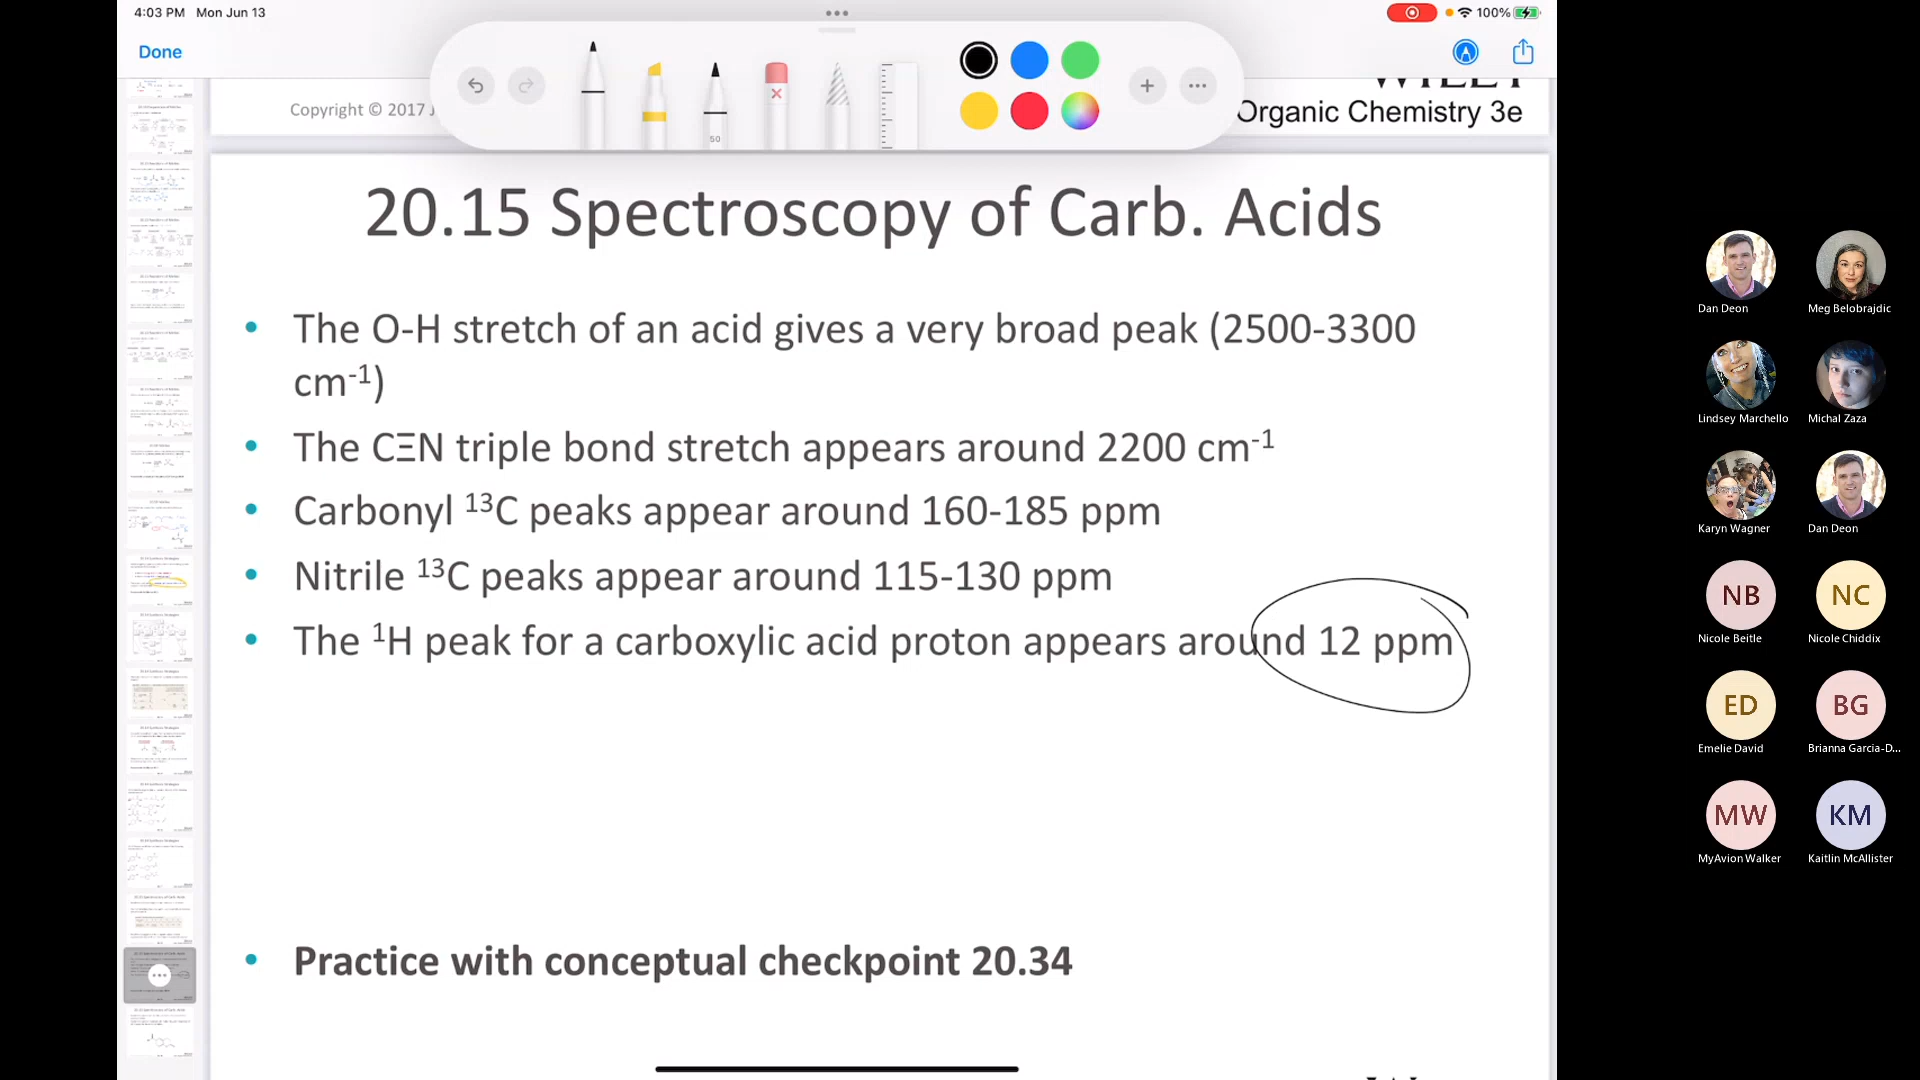 4:03 PM Mon Jun 13
100%
Done
50
Copyright © 2017 J
Organic Chemistry 3e
20.15 Spectroscopy of Carb. Acids
• The O-H stretch of an acid gives a very broad peak (2500-3300
cm-1)
• The CΞN triple bond stretch appears around 2200 cm-1
• Carbonyl 13C peaks appear around 160-185 ppm
• Nitrile 13C peaks appear around 115-130 ppm
• The 1H peak for a carboxylic acid proton appears around 12 ppm
• Practice with conceptual checkpoint 20.34
Dan Deon
Meg Belobrajdic
Lindsey Marchello
Michal Zaza
Karyn Wagner
Dan Deon
NB
NC
Nicole Beitle
Nicole Chiddix
ED
BG
Emelie David
Brianna Garcia-D...
MW
KM
MyAvion Walker
Kaitlin McAllister